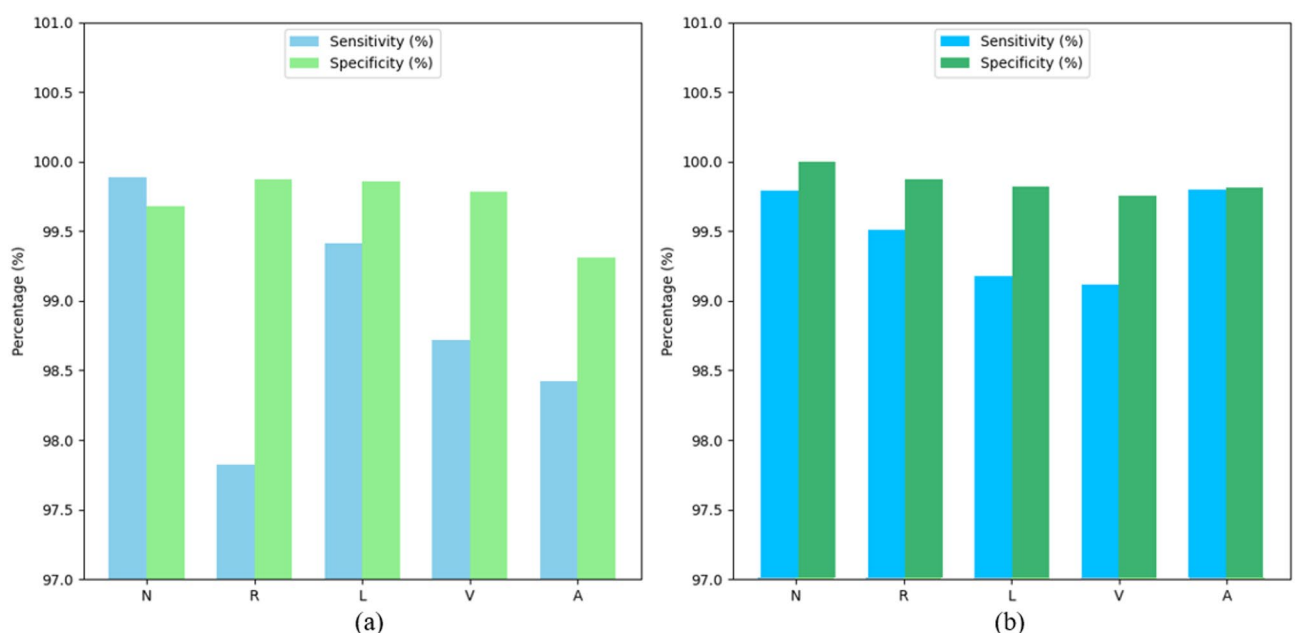 101.0
100.5
100.0
99.5
99.0
98.5
98.0
97.5
97.0
Percentage (%)
Sensitivity (%)
Specificity (%)
N R L V A
(a)
101.0
100.5
100.0
99.5
99.0
98.5
98.0
97.5
97.0
Percentage (%)
Sensitivity (%)
Specificity (%)
N R L V A
(b)